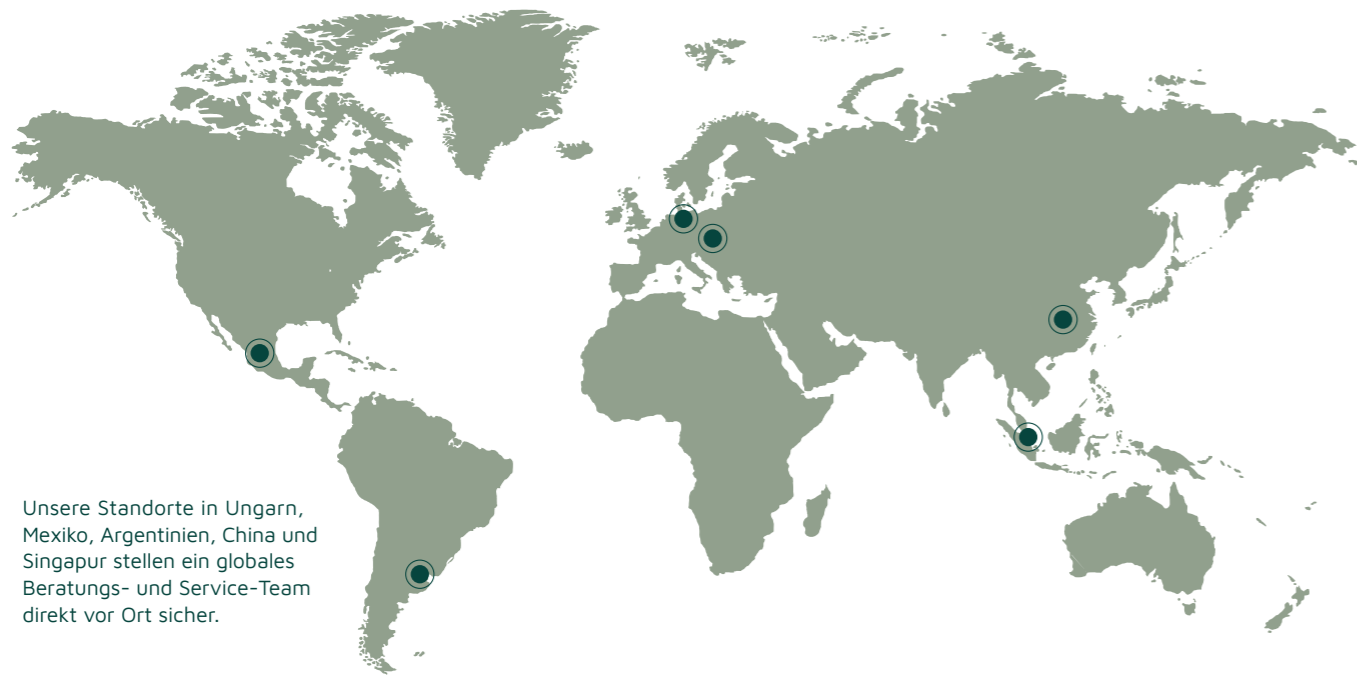 Unsere Standorte in Ungarn,
Mexiko, Argentinien, China und
Singapur stellen ein globales
Beratungs- und Service-Team
direkt vor Ort sicher.